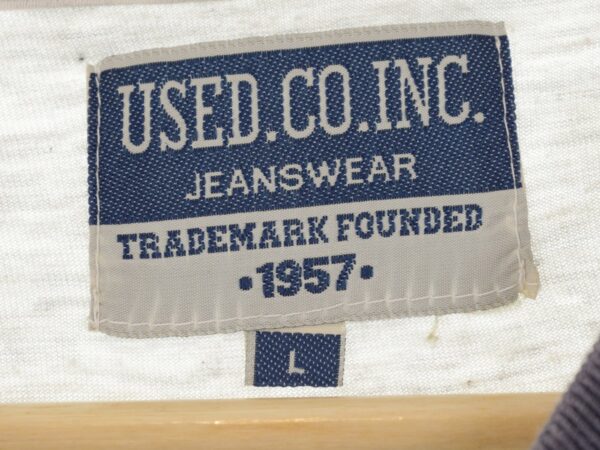 USED.CO.INC.
JEANSWEAR
TRADEMARK FOUNDED
•1957•
L